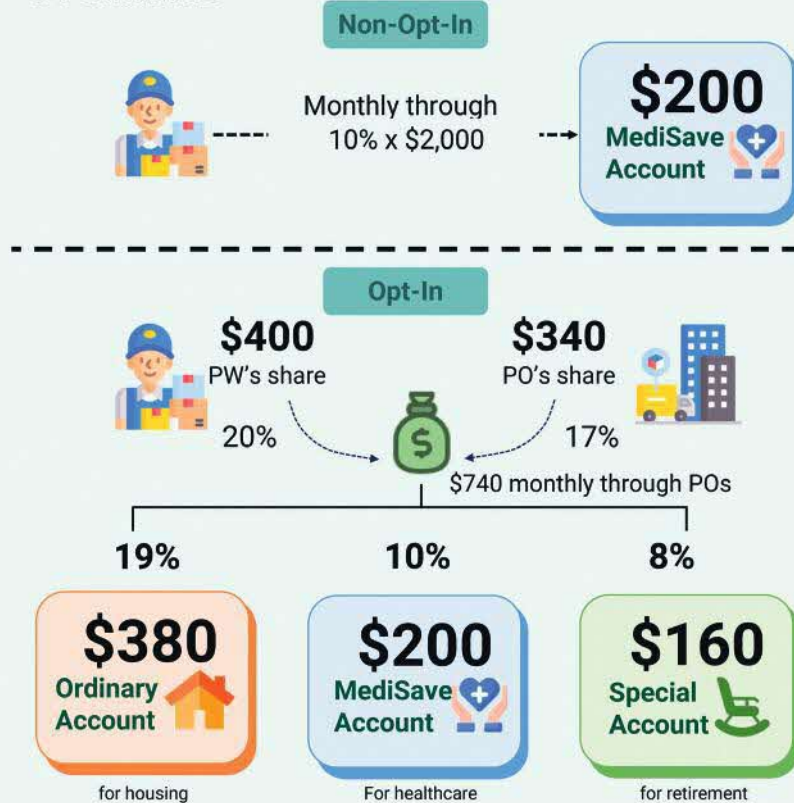 Non-Opt-In
Monthly through
10% x $2,000
$200
MediSave
Account
Opt-In
$400
PW's share
20%
$340
PO's share
17%
$
$740 monthly through POs
19%
10%
8%
$380
Ordinary
Account
$200
MediSave
Account
$160
Special
Account
for housing
For healthcare
for retirement